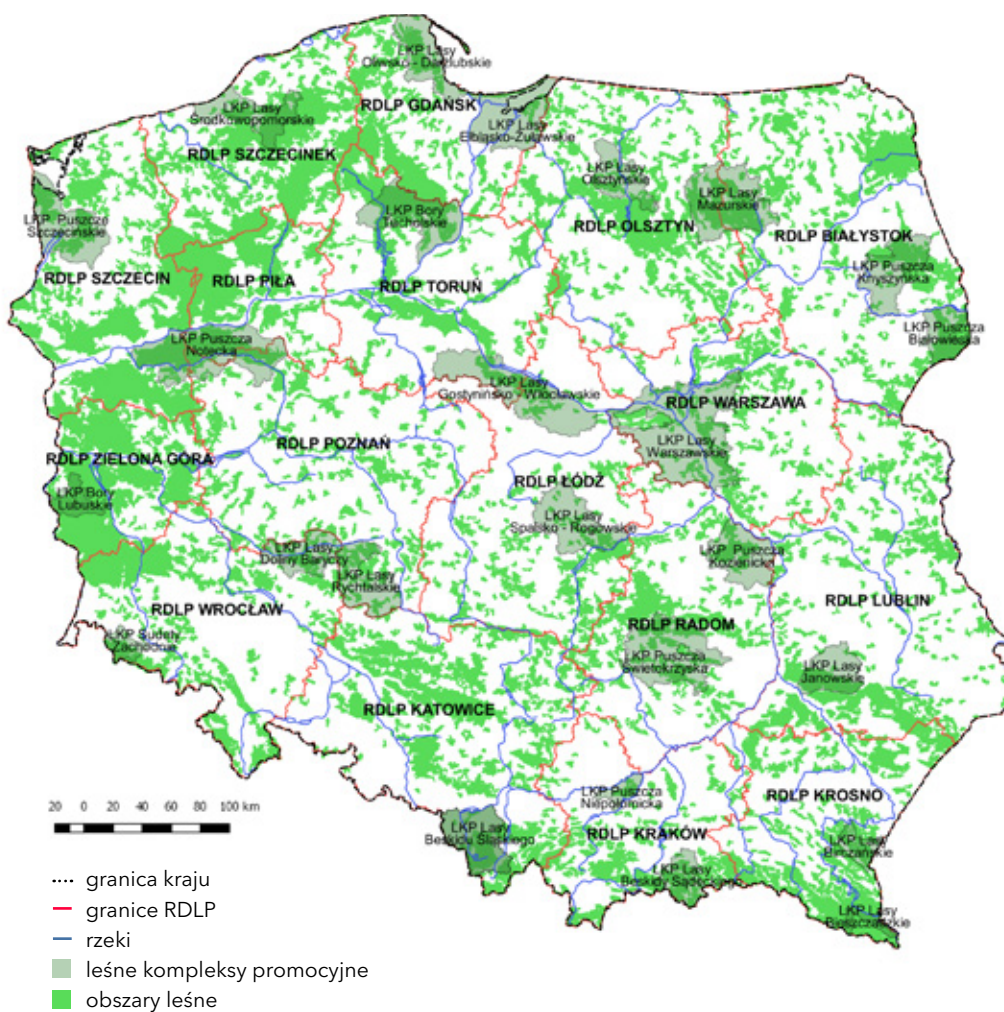 LKP Lasy
Oliwsko - Darżlubskie
RDLP GDAŃSK
LKP Lasy
Środkowopomorskie
LKP Lasy
Elbląsko-Żuławskie
RDLP SZCZECINEK
LKP Lasy
Olsztyńskie
LKP Lasy
Mazurskie
LKP Puszcze
Szczecińskie
LKP Bory
Tucholskie
RDLP OLSZTYN
RDLP BIAŁYSTOK
RDLP SZCZECIN
RDLP PIŁA
RDLP TORUŃ
LKP Puszcza
Knyszyńska
LKP Puszcza
Białowieska
LKP Puszcza
Notecka
LKP Lasy
Gostynińsko - Włocławskie
RDLP WARSZAWA
RDLP POZNAŃ
LKP Lasy
Warszawskie
RDLP ZIELONA GÓRA
LKP Bory
Lubuskie
RDLP ŁÓDŹ
LKP Lasy
Spalsko - Rogowskie
LKP Lasy
Doliny Baryczy
LKP Puszcza
Kozienicka
LKP Lasy
Rychtalskie
RDLP WROCŁAW
RDLP LUBLIN
RDLP RADOM
LKP Sudety
Zachodnie
LKP Puszcza
Świętokrzyska
LKP Lasy
Janowskie
RDLP KATOWICE
LKP Puszcza
Niepołomicka
RDLP KROSNO
20 0 20 40 60 80 100 km
LKP Lasy
Beskidu Śląskiego
RDLP KRAKÓW
LKP Lasy
Birczańskie
LKP Lasy
Beskidu Sądeckiego
LKP Lasy
Bieszczadzkie
granica kraju
granice RDLP
rzeki
leśne kompleksy promocyjne
obszary leśne